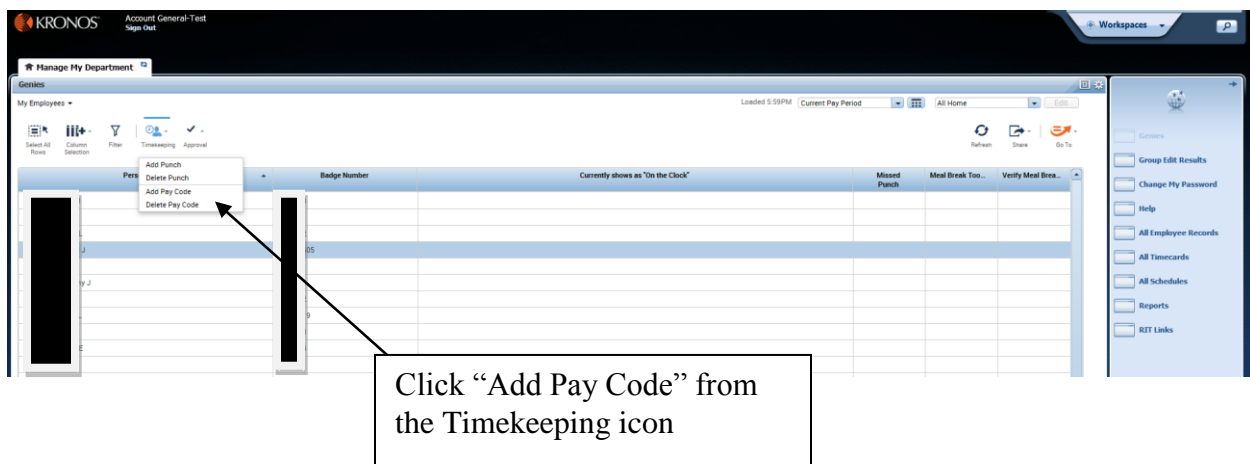 KRONOS
Account General-Test
Sign Out
Workspaces
Manage My Department
Genies
My Employees
Loaded 5:59PM
Current Pay Period
All Home
Edit
Select All Rows
Column Selection
Filter
Timekeeping
Approval
Refresh
Share
Go To
Add Punch
Delete Punch
Add Pay Code
Delete Pay Code
Pers
Badge Number
Currently shows as "On the Clock"
Missed Punch
Meal Break Too...
Verify Meal Brea...
J
05
y J
9
E
Genies
Group Edit Results
Change My Password
Help
All Employee Records
All Timecards
All Schedules
Reports
RIT Links
Click “Add Pay Code” from
the Timekeeping icon